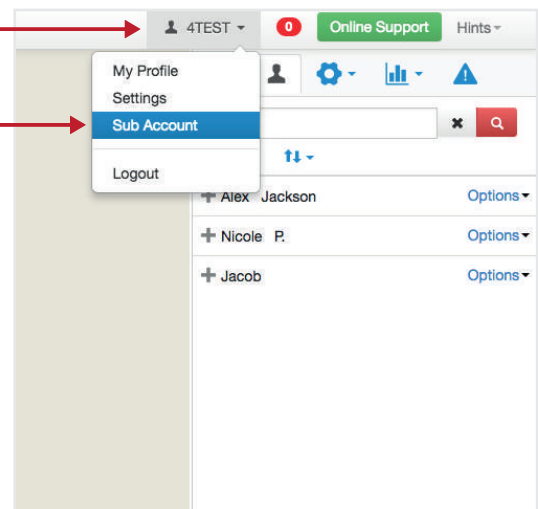 4TEST 0 Online Support Hints
My Profile
Settings
Sub Account
Logout
Alex Jackson Options
Nicole P. Options
Jacob Options